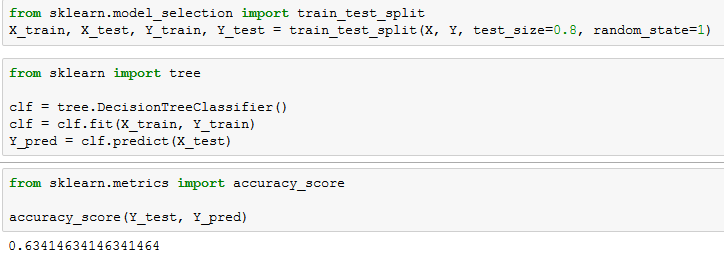 from sklearn.model_selection import train_test_split
X_train, X_test, Y_train, Y_test = train_test_split(X, Y, test_size=0.8, random_state=1)
from sklearn import tree
clf = tree.DecisionTreeClassifier()
clf = clf.fit(X_train, Y_train)
Y_pred = clf.predict(X_test)
from sklearn.metrics import accuracy_score
accuracy_score(Y_test, Y_pred)
0.63414634146341464